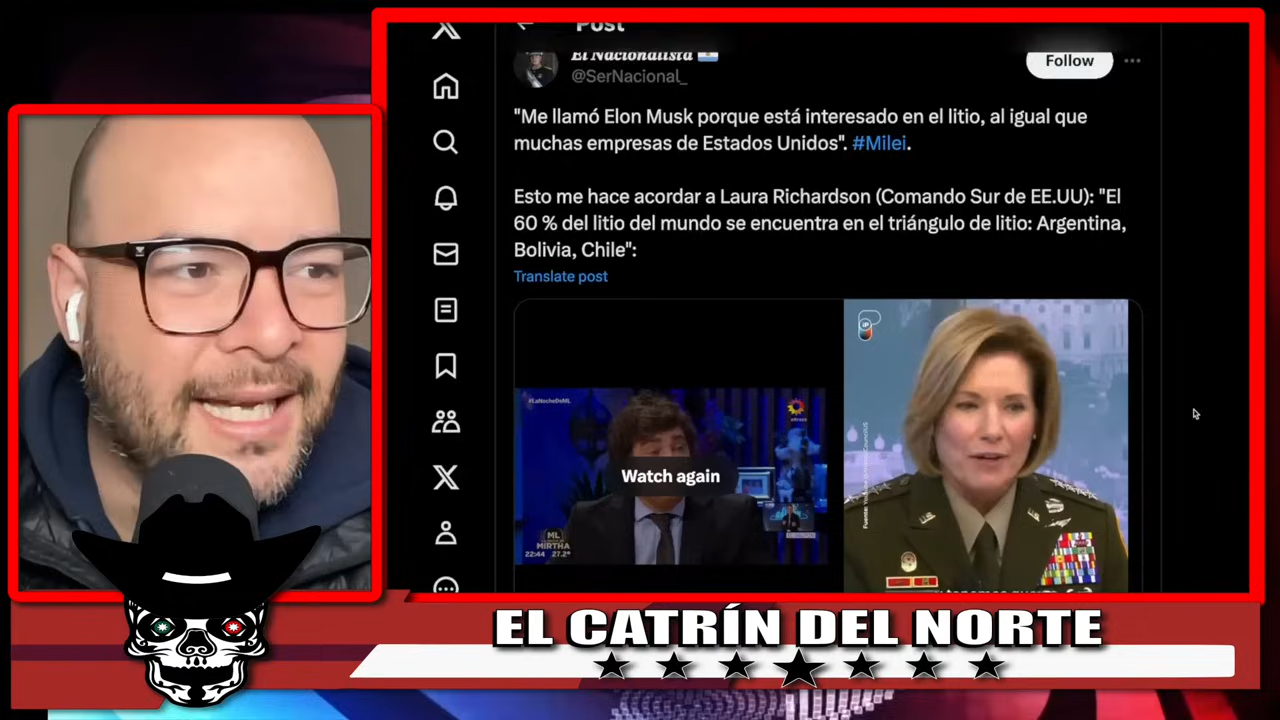 Post
El Nacionalista
@SerNacional_
Follow
"Me llamó Elon Musk porque está interesado en el litio, al igual que
muchas empresas de Estados Unidos". #Milei.
Esto me hace acordar a Laura Richardson (Comando Sur de EE.UU): "El
60 % del litio del mundo se encuentra en el triángulo de litio: Argentina,
Bolivia, Chile":
Translate post
#LaNocheDeML
Watch again
ML
MIRTHA
22:44 27.2°
EL CATRÍN DEL NORTE